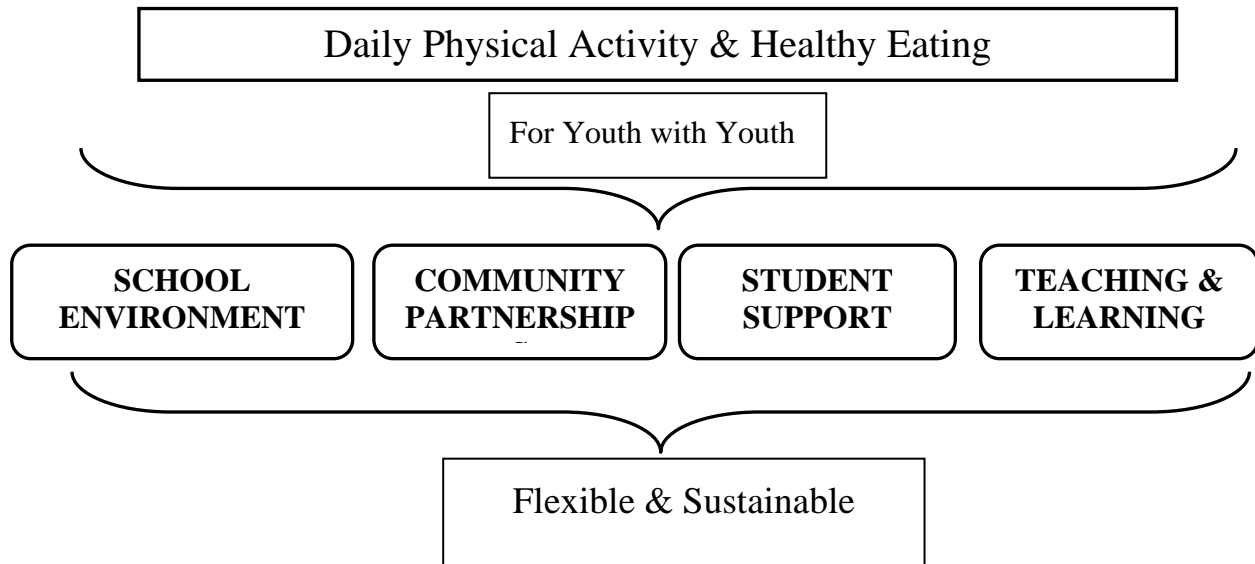 Daily Physical Activity & Healthy Eating
For Youth with Youth
SCHOOL
ENVIRONMENT
COMMUNITY
PARTNERSHIP
STUDENT
SUPPORT
TEACHING &
LEARNING
Flexible & Sustainable